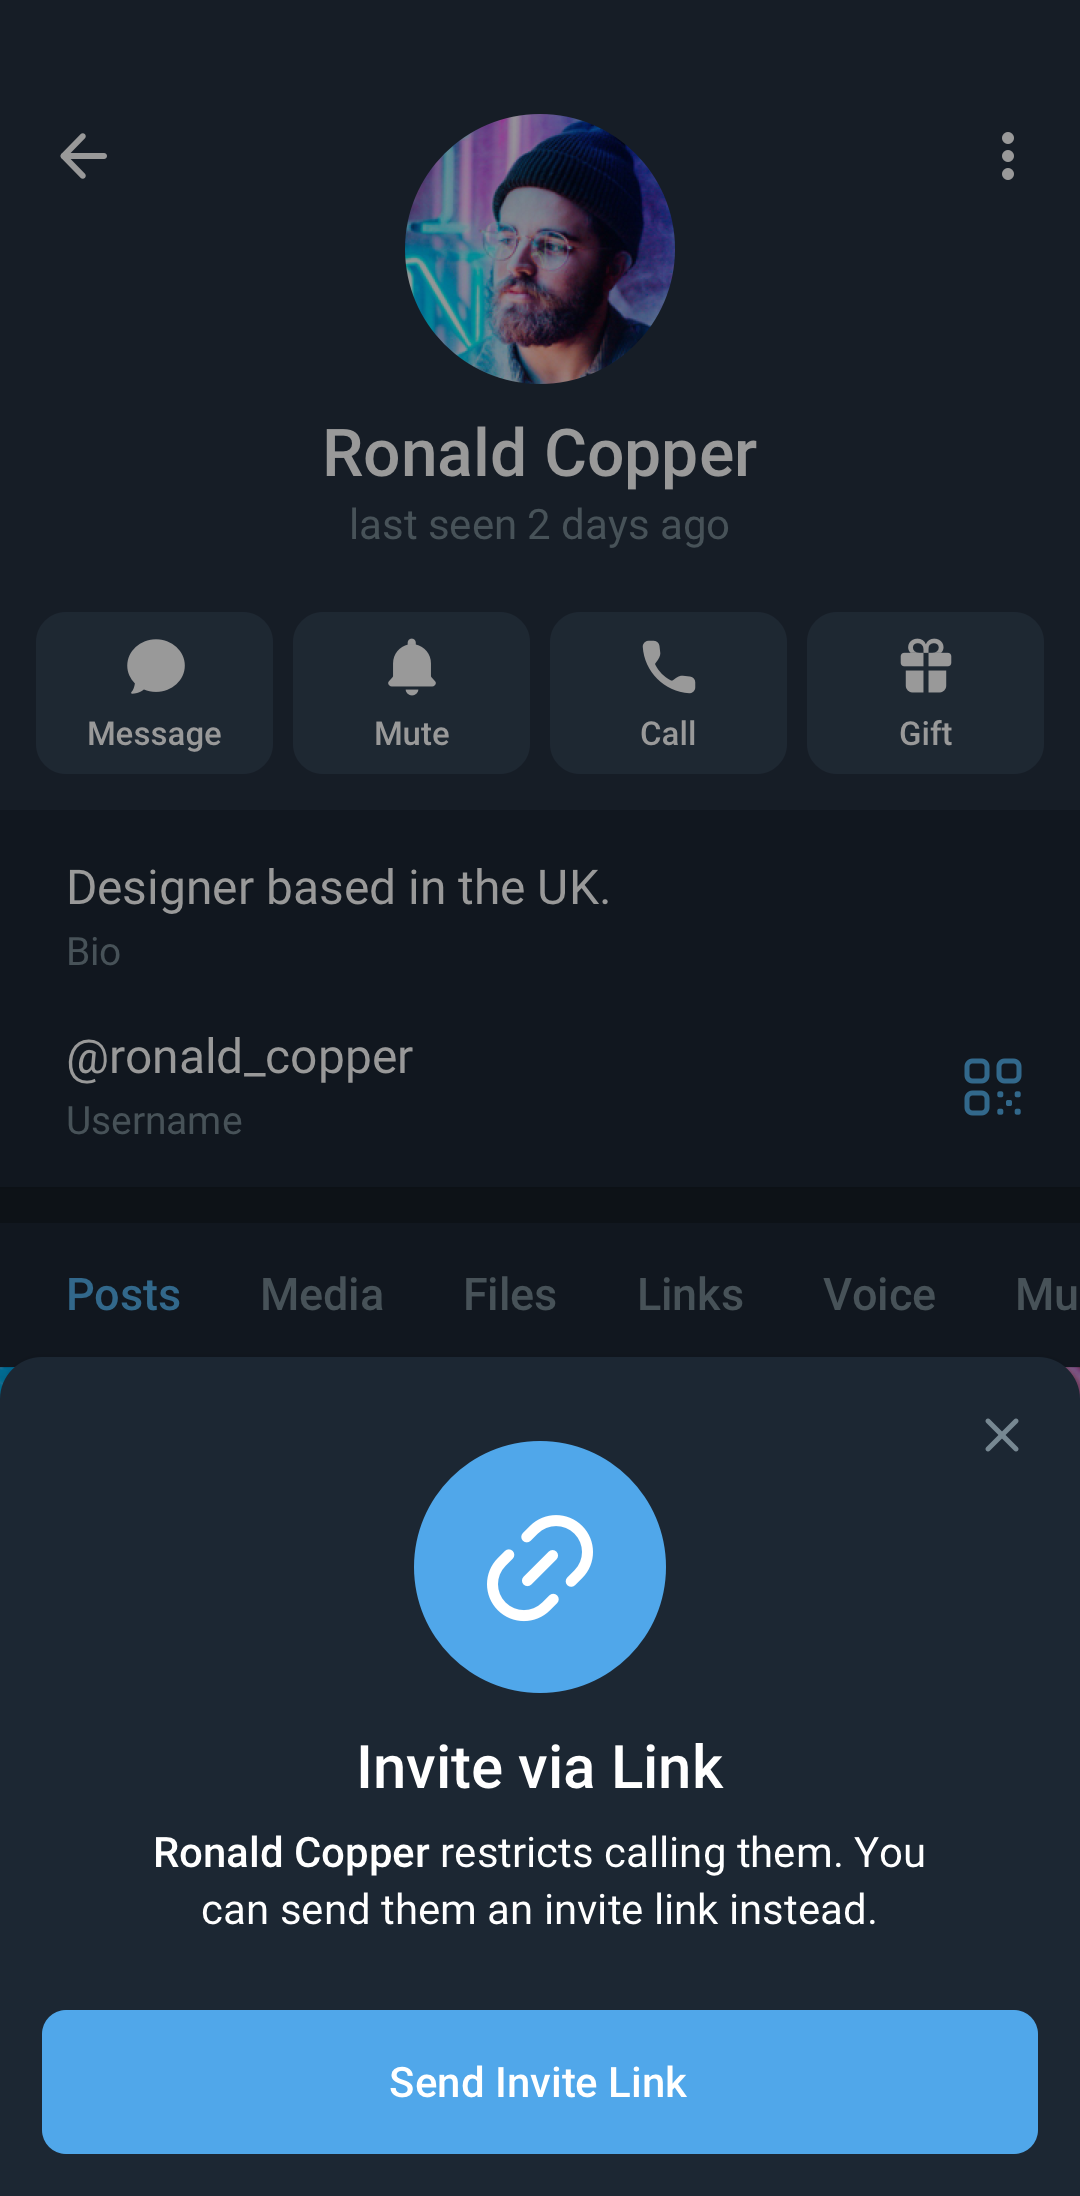 Ronald Copper
last seen 2 days ago
Message
Mute
Call
Gift
Designer based in the UK.
Bio
@ronald_copper
Username
Posts
Media
Files
Links
Voice
Mu
Invite via Link
Ronald Copper restricts calling them. You
can send them an invite link instead.
Send Invite Link